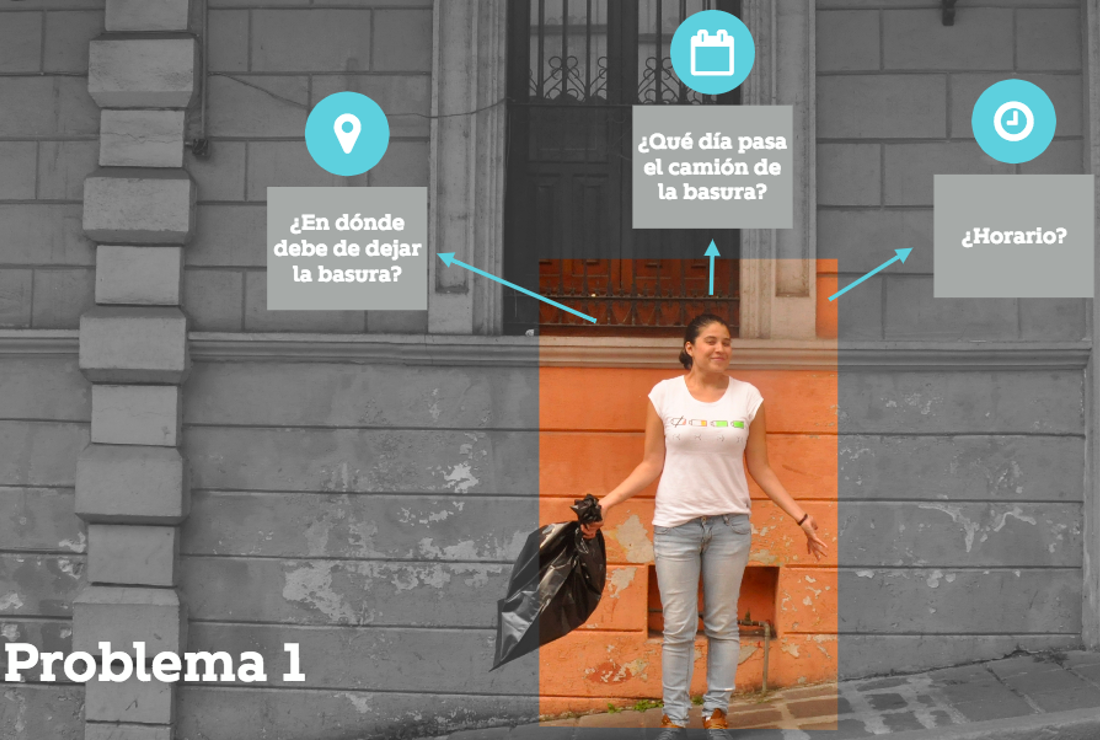 ¿En dónde
debe de dejar
la basura?
¿Qué día pasa
el camión de
la basura?
¿Horario?
Problema 1